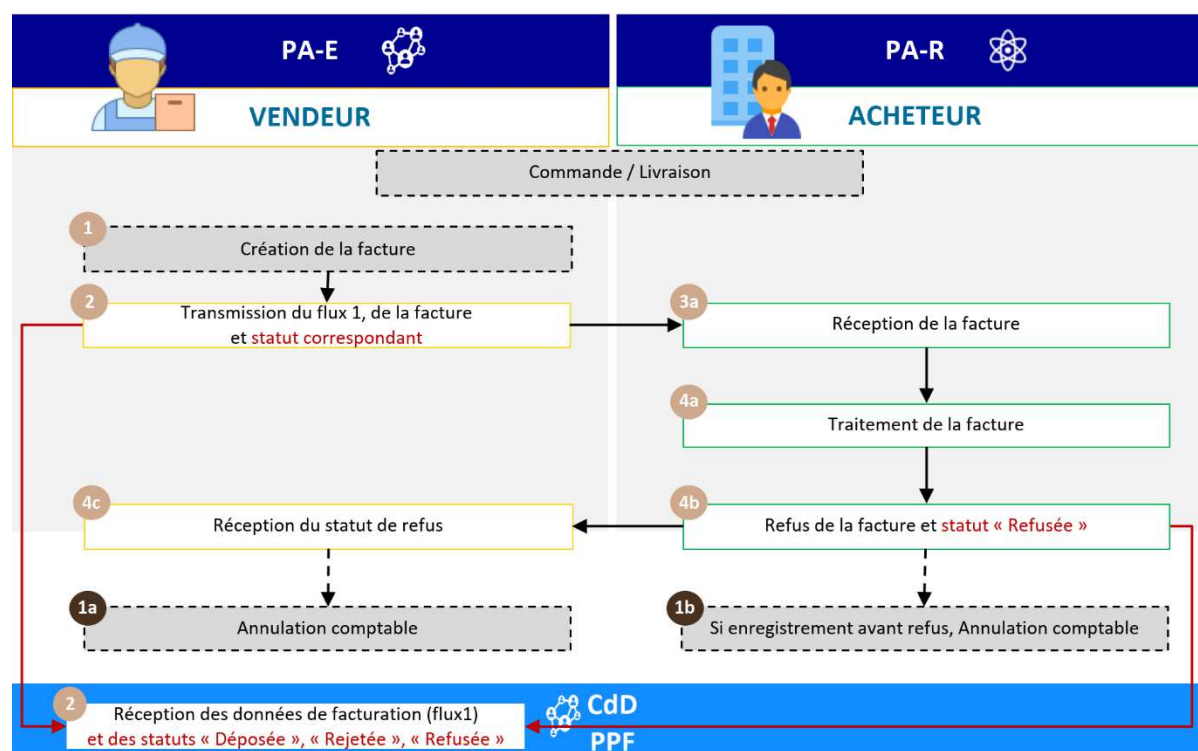 PA-E
PA-R
VENDEUR
ACHETEUR
Commande / Livraison
1
Création de la facture
2
Transmission du flux 1, de la facture
et statut correspondant
3a
Réception de la facture
4a
Traitement de la facture
4c
Réception du statut de refus
4b
Refus de la facture et statut « Refusée »
1a
Annulation comptable
1b
Si enregistrement avant refus, Annulation comptable
2
Réception des données de facturation (flux1)
et des statuts « Déposée », « Rejetée », « Refusée »
CdD
PPF